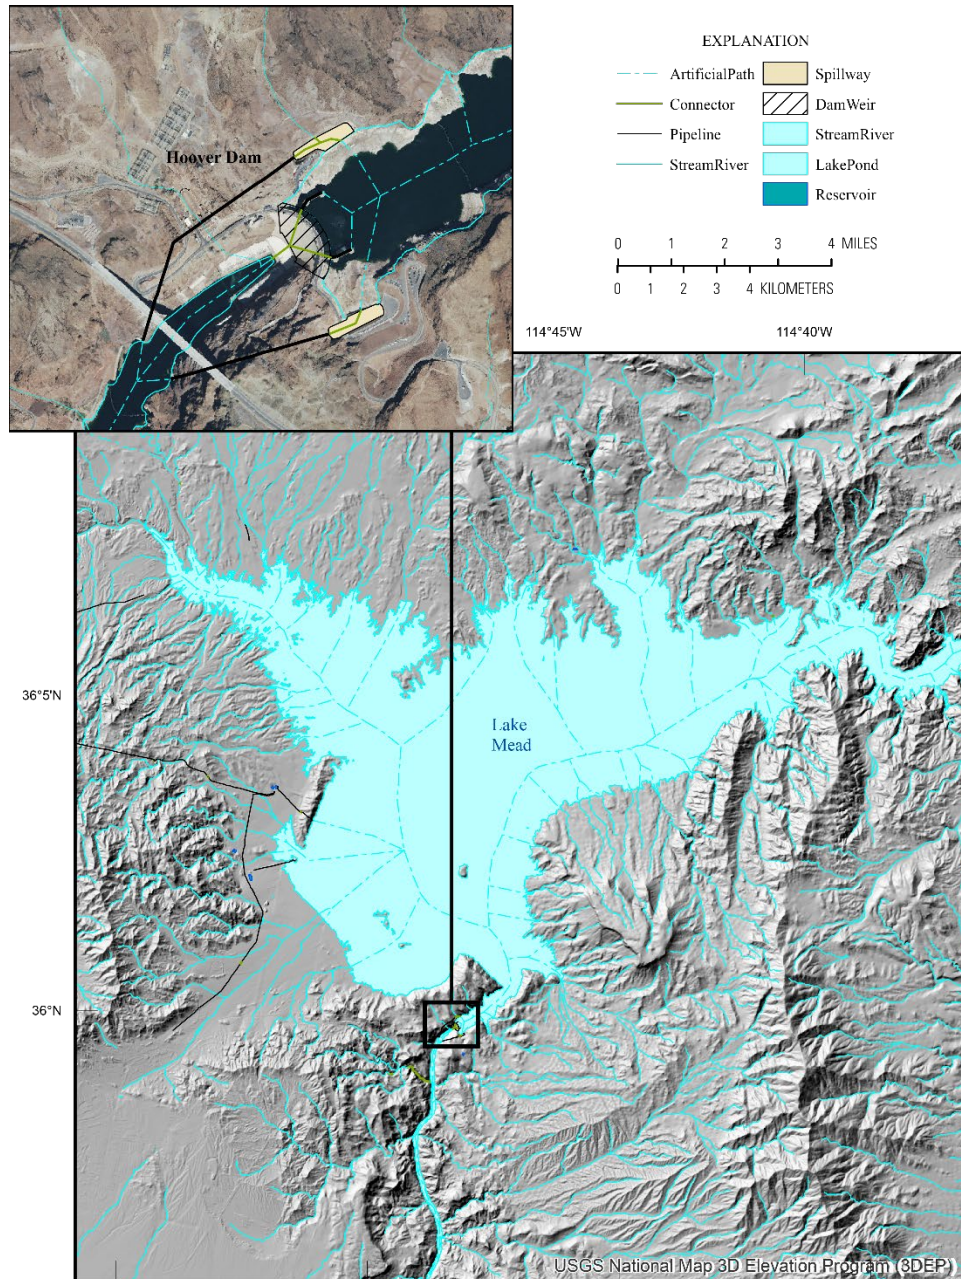 EXPLANATION
ArtificialPath
Connector
Pipeline
StreamRiver
Spillway
DamWeir
StreamRiver
LakePond
Reservoir
Hoover Dam
0 1 2 3 4 MILES
0 1 2 3 4 KILOMETERS
114°45'W 114°40'W
36°5'N
Lake
Mead
36°N
USGS National Map 3D Elevation Program (3DEP)